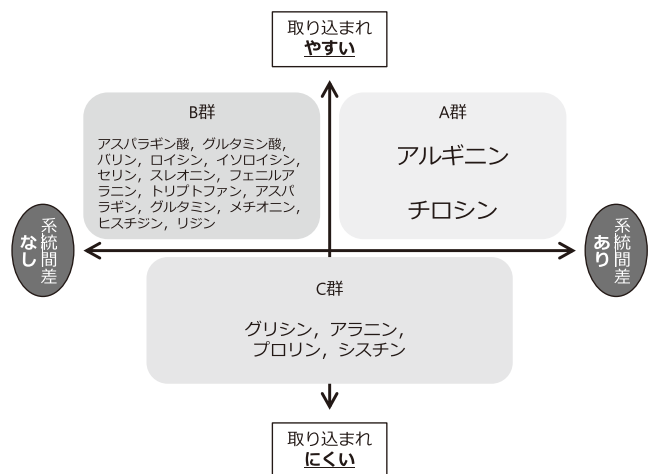 取り込まれ
やすい
B群
アスパラギン酸，グルタミン酸，
バリン，ロイシン，イソロイシン，
セリン，スレオニン，フェニルア
ラニン，トリプトファン，アスパ
ラギン，グルタミン，メチオニン，
ヒスチジン，リジン
A群
アルギニン
チロシン
系統間差
なし
系統間差
あり
C群
グリシン，アラニン，
プロリン，シスチン
取り込まれ
にくい